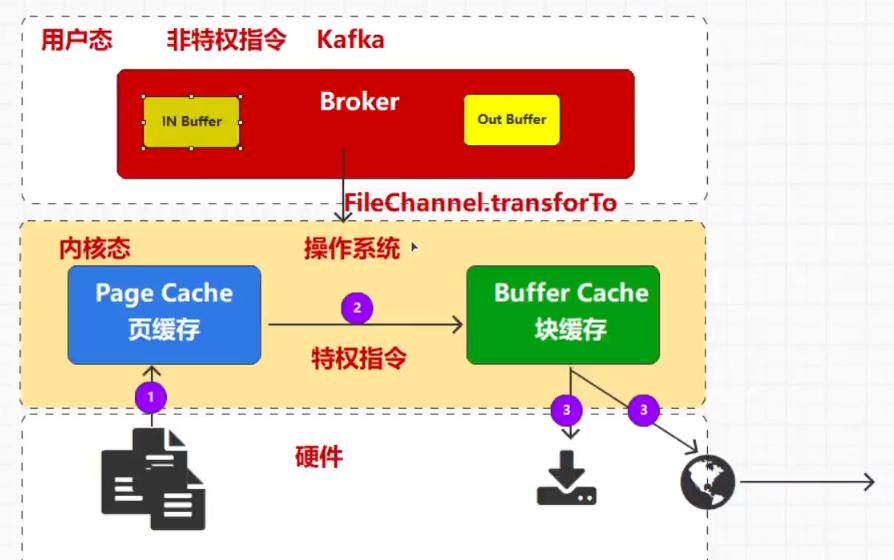 用户态 非特权指令 Kafka
Broker
IN Buffer
Out Buffer
FileChannel.transforTo
内核态 操作系统
Page Cache
页缓存
2
特权指令
Buffer Cache
块缓存
1
3
3
硬件